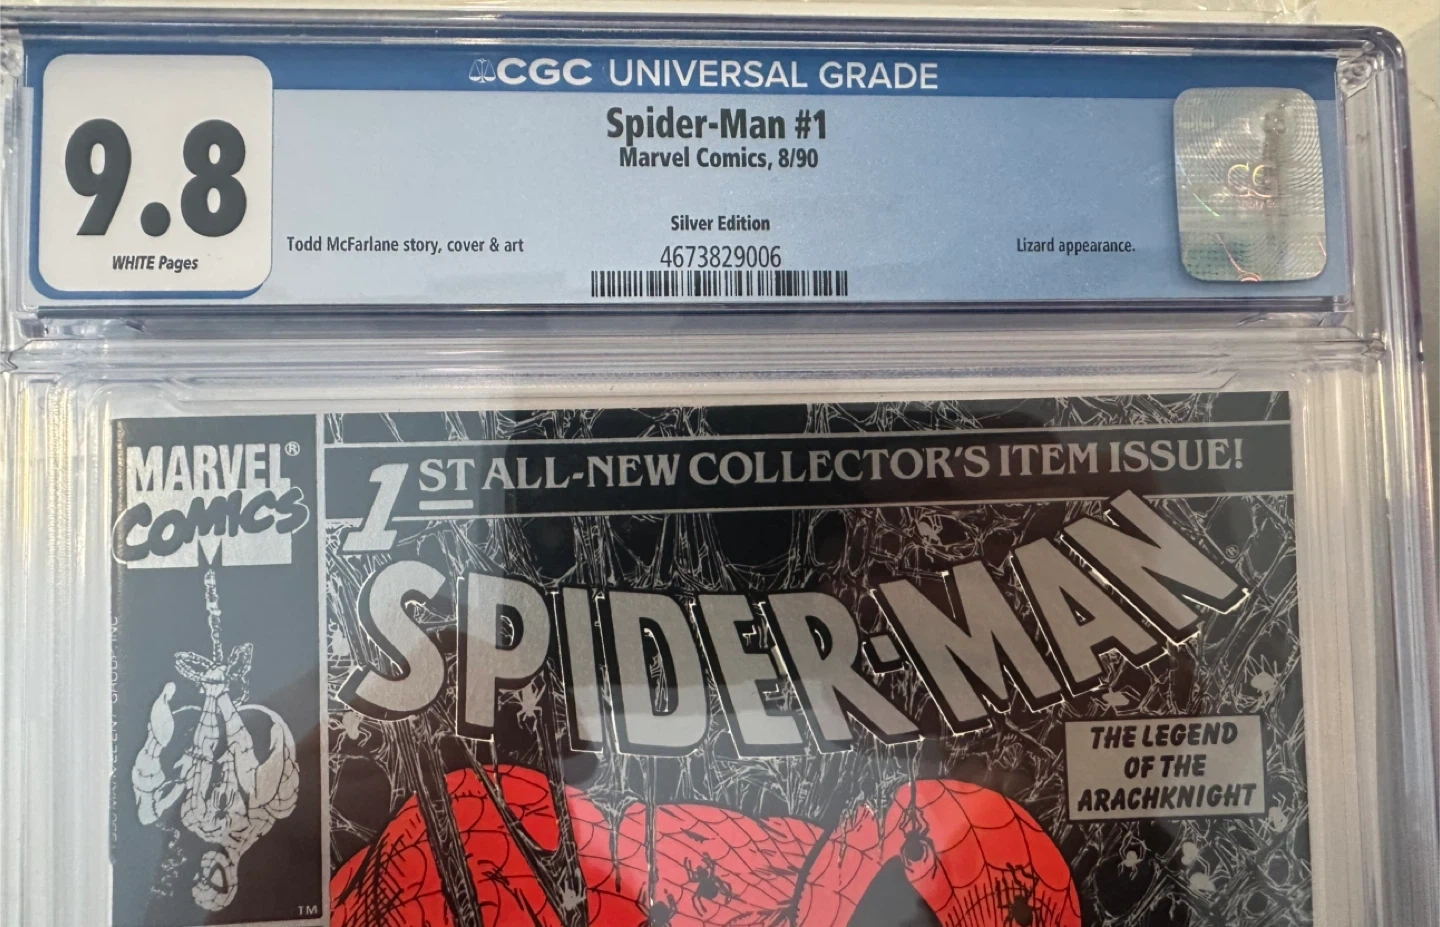 CGC UNIVERSAL GRADE
9.8
WHITE Pages
Spider-Man #1
Marvel Comics, 8/90
Silver Edition
Todd McFarlane story, cover & art
4673829006
Lizard appearance.
CGC
MARVEL®
COMICS
1ST ALL-NEW COLLECTOR'S ITEM ISSUE!
SPIDER-MAN®
THE LEGEND
OF THE
ARACHKNIGHT
TM